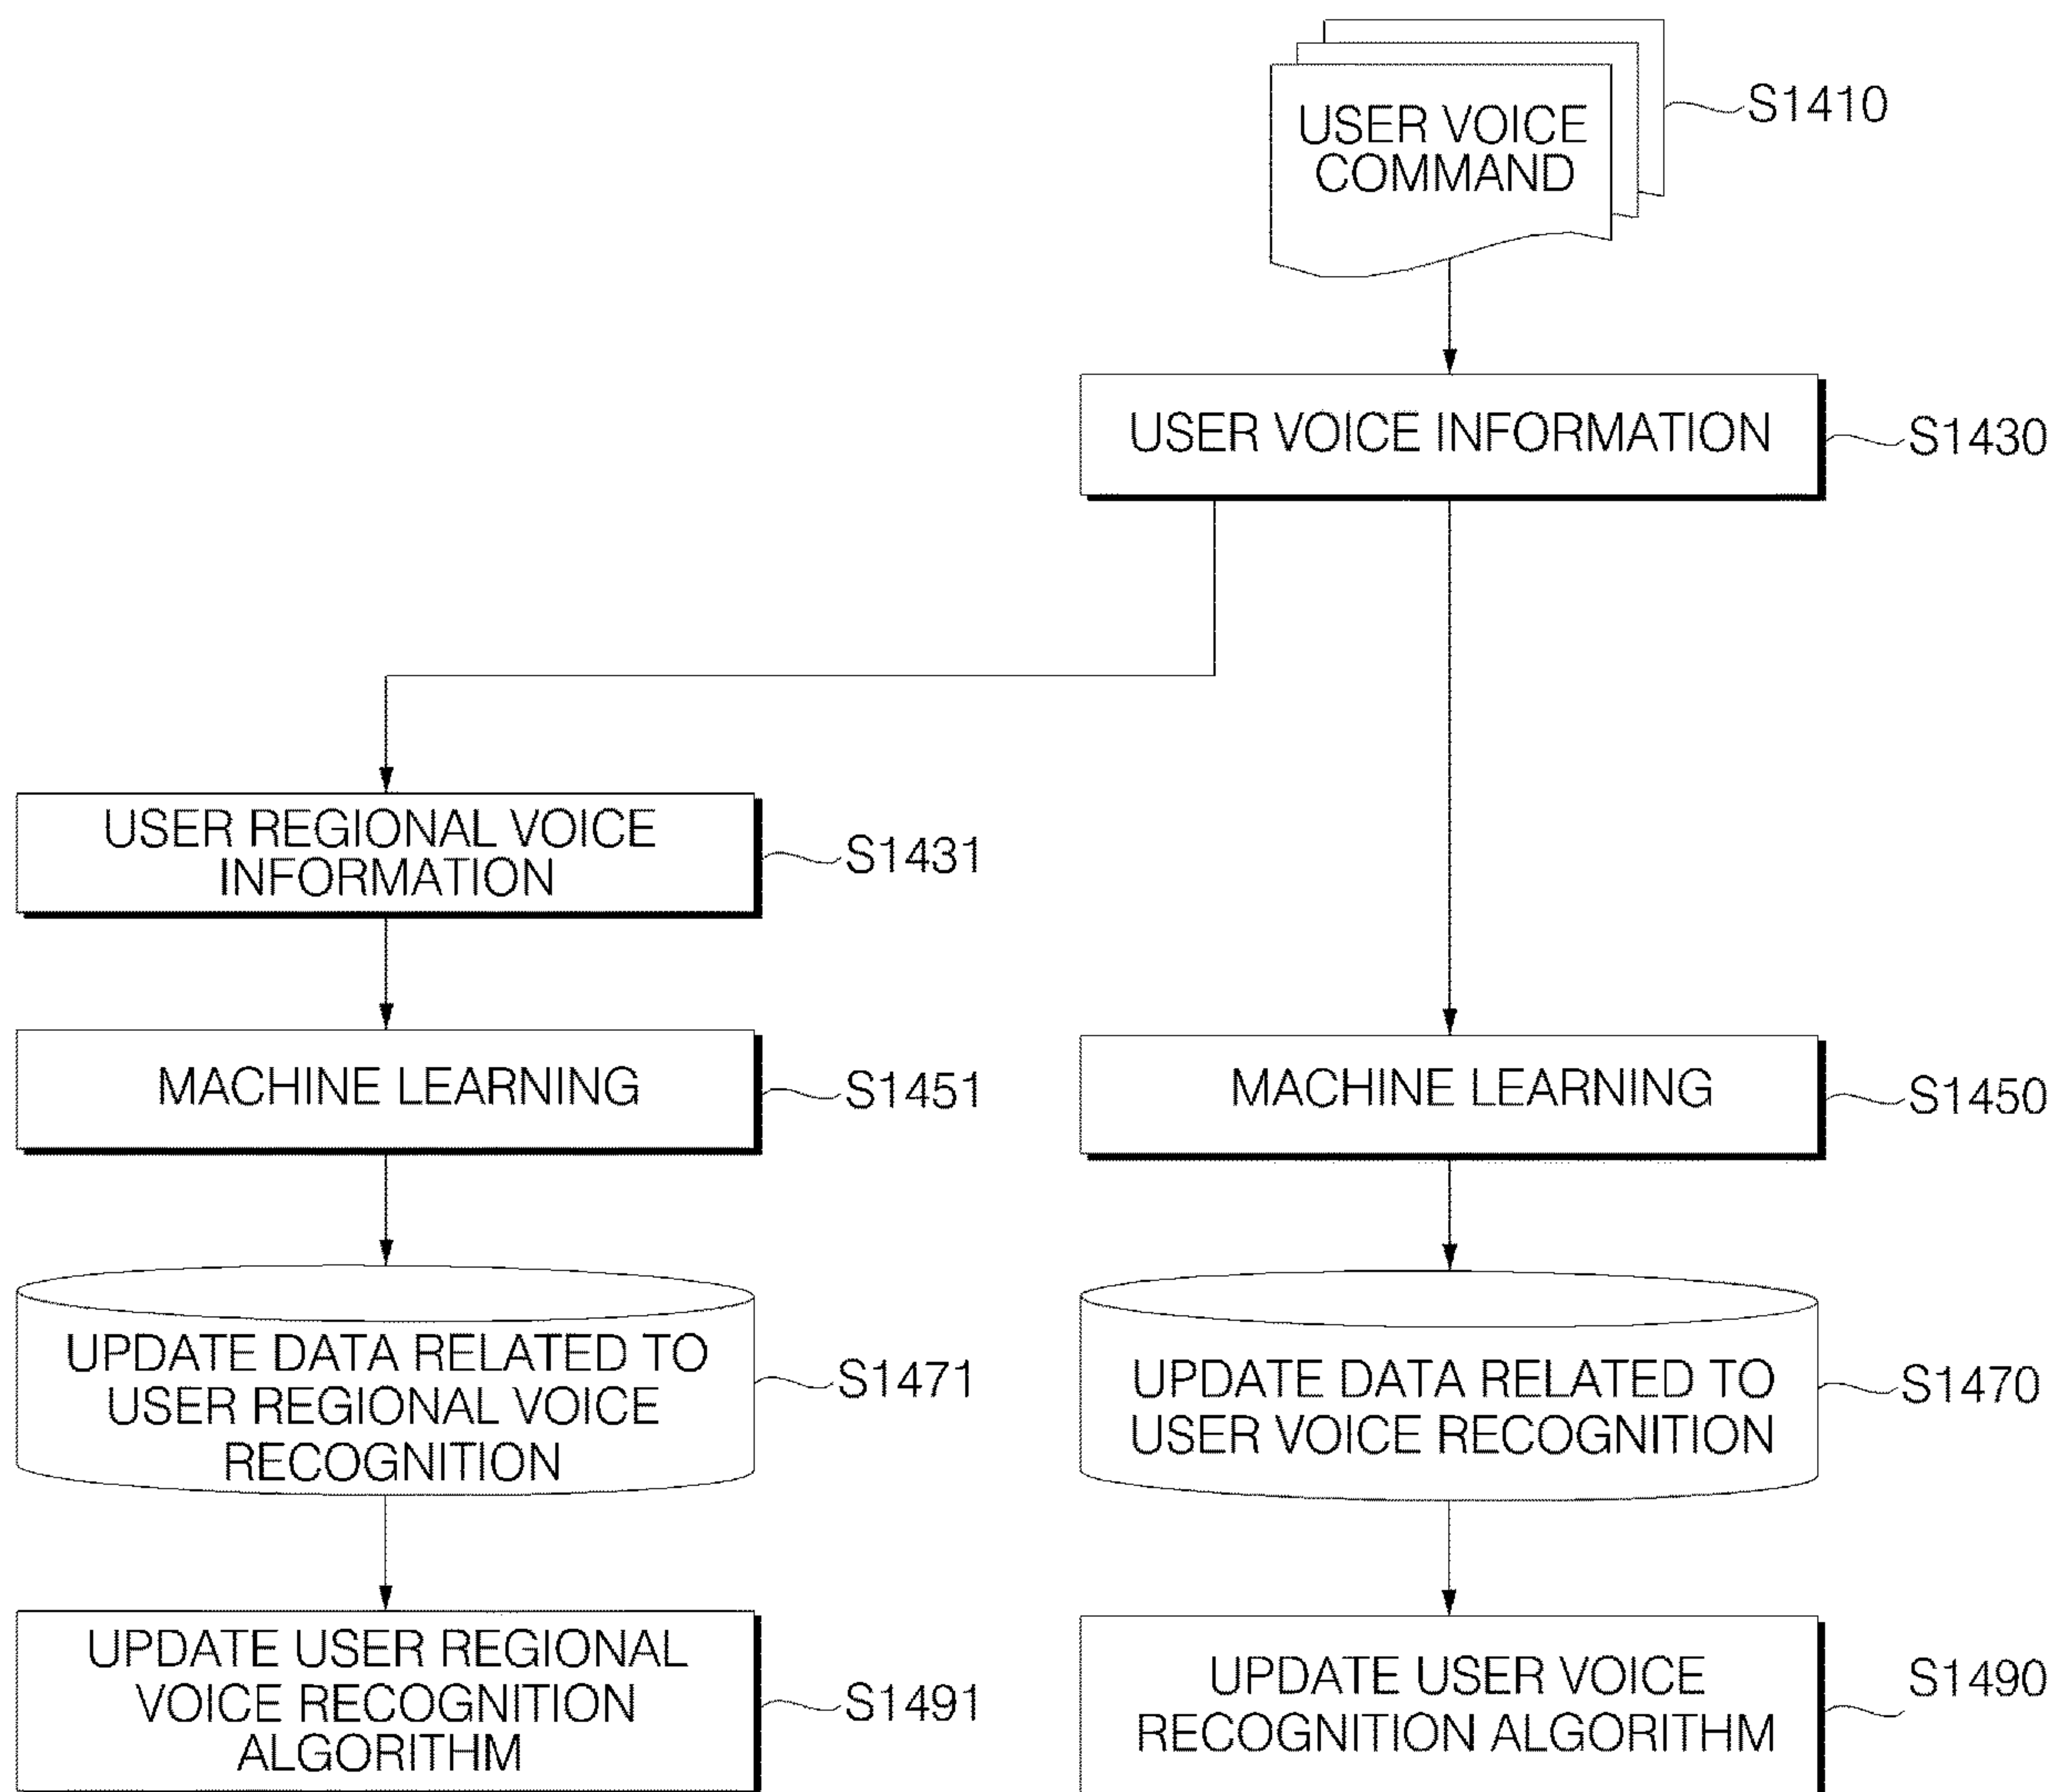 USER VOICE
COMMAND
S1410
USER VOICE INFORMATION
S1430
USER REGIONAL VOICE
INFORMATION
S1431
MACHINE LEARNING
S1451
MACHINE LEARNING
S1450
UPDATE DATA RELATED TO
USER REGIONAL VOICE
RECOGNITION
S1471
UPDATE DATA RELATED TO
USER VOICE RECOGNITION
S1470
UPDATE USER REGIONAL
VOICE RECOGNITION
ALGORITHM
S1491
UPDATE USER VOICE
RECOGNITION ALGORITHM
S1490